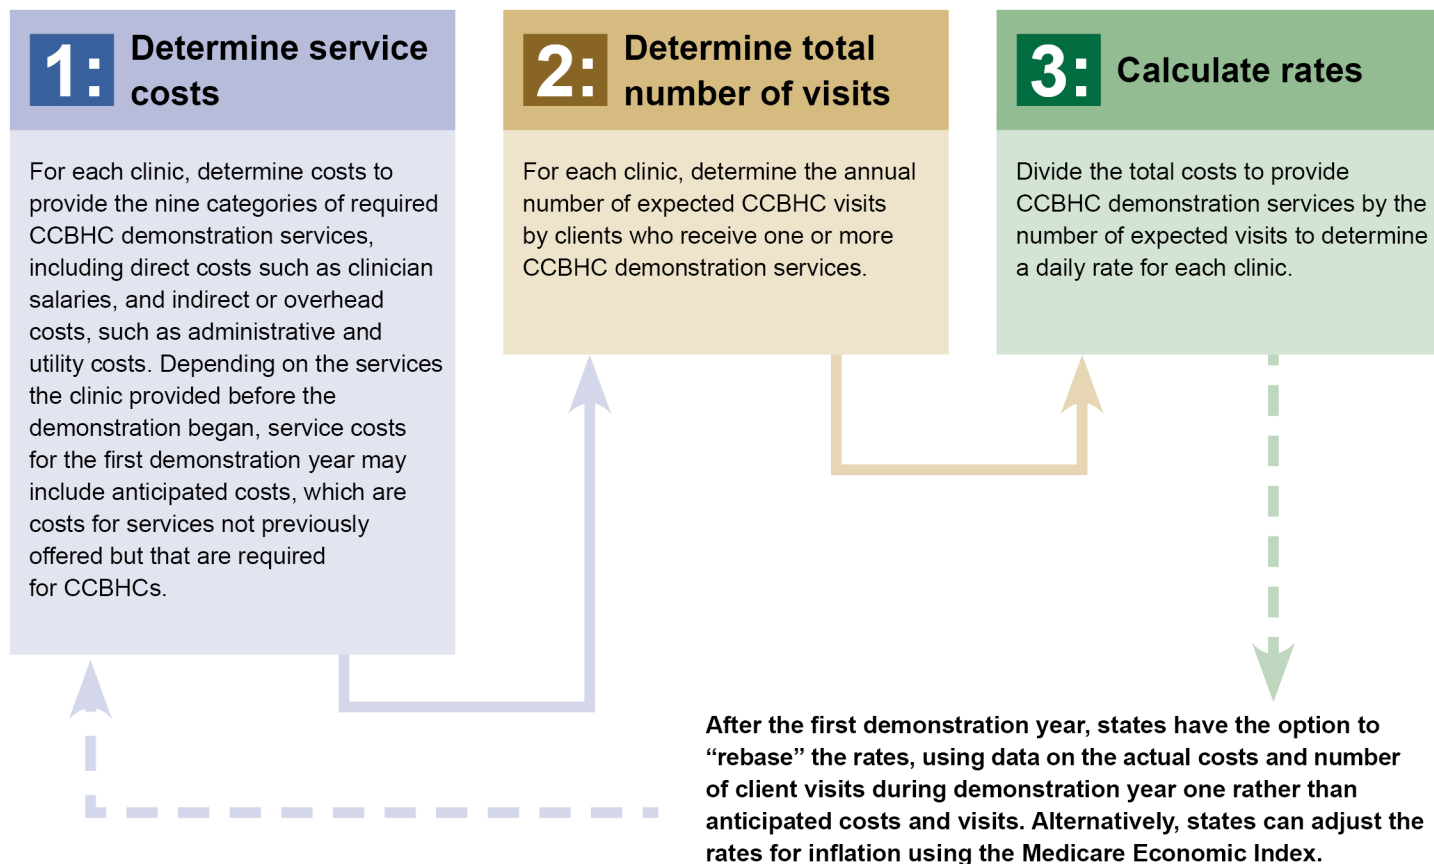 1: Determine service
costs
For each clinic, determine costs to
provide the nine categories of required
CCBHC demonstration services,
including direct costs such as clinician
salaries, and indirect or overhead
costs, such as administrative and
utility costs. Depending on the services
the clinic provided before the
demonstration began, service costs
for the first demonstration year may
include anticipated costs, which are
costs for services not previously
offered but that are required
for CCBHCs.
2: Determine total
number of visits
For each clinic, determine the annual
number of expected CCBHC visits
by clients who receive one or more
CCBHC demonstration services.
3: Calculate rates
Divide the total costs to provide
CCBHC demonstration services by the
number of expected visits to determine
a daily rate for each clinic.
After the first demonstration year, states have the option to
“rebase” the rates, using data on the actual costs and number
of client visits during demonstration year one rather than
anticipated costs and visits. Alternatively, states can adjust the
rates for inflation using the Medicare Economic Index.